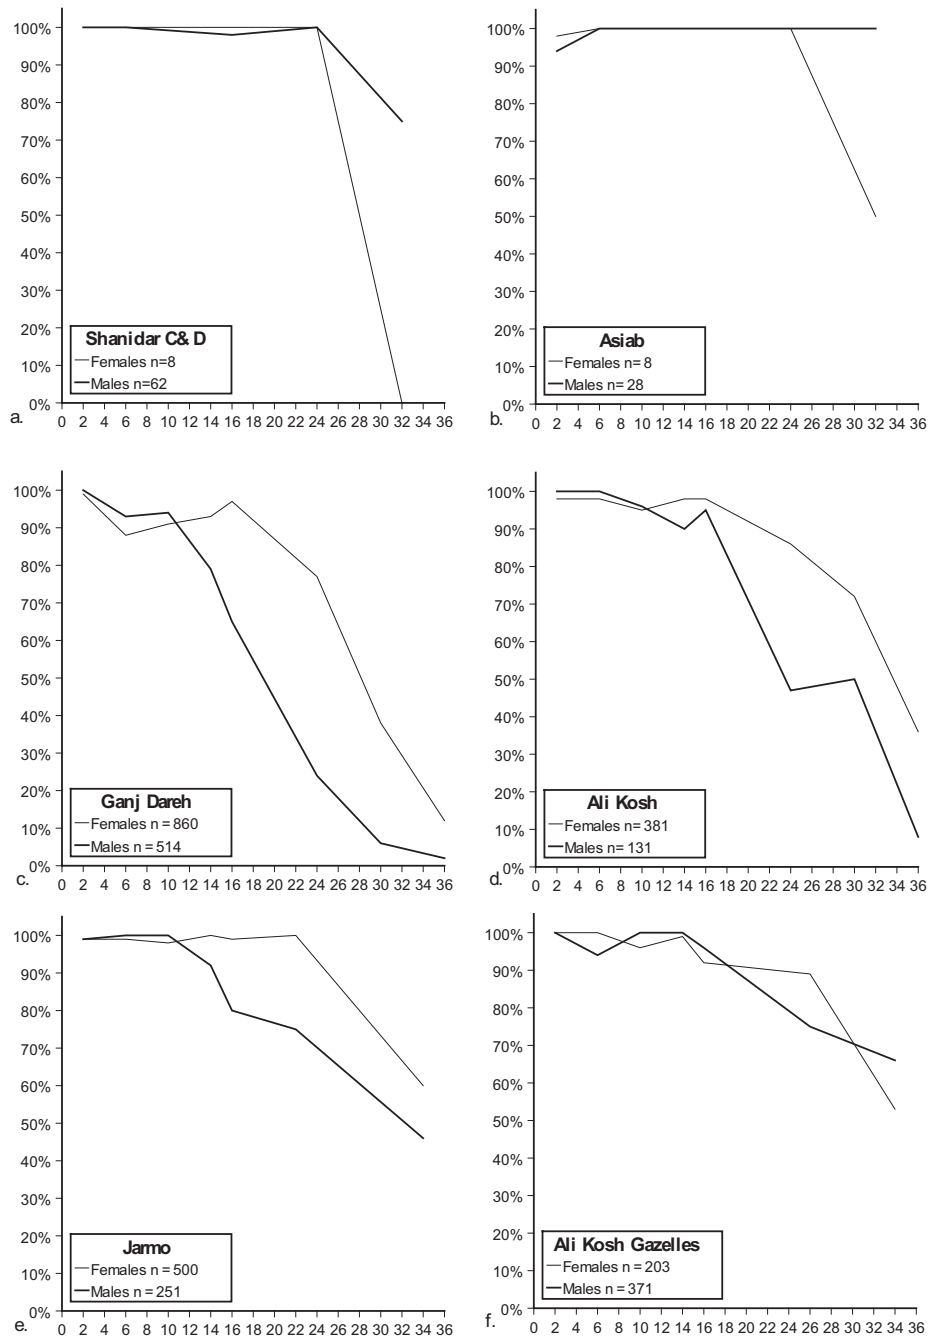 100%
90%
80%
70%
60%
50%
40%
30%
20%
10%
0%
Shanidar C& D
Females n=8
Males n=62
a.
0 2 4 6 8 10 12 14 16 18 20 22 24 26 28 30 32 34 36
100%
90%
80%
70%
60%
50%
40%
30%
20%
10%
0%
Asiab
Females n= 8
Males n= 28
b.
0 2 4 6 8 10 12 14 16 18 20 22 24 26 28 30 32 34 36
100%
90%
80%
70%
60%
50%
40%
30%
20%
10%
0%
Ganj Dareh
Females n = 860
Males n = 514
c.
0 2 4 6 8 10 12 14 16 18 20 22 24 26 28 30 32 34 36
100%
90%
80%
70%
60%
50%
40%
30%
20%
10%
0%
Ali Kosh
Females n= 381
Males n= 131
d.
0 2 4 6 8 10 12 14 16 18 20 22 24 26 28 30 32 34 36
100%
90%
80%
70%
60%
50%
40%
30%
20%
10%
0%
Jarmo
Females n = 500
Males n = 251
e.
0 2 4 6 8 10 12 14 16 18 20 22 24 26 28 30 32 34 36
100%
90%
80%
70%
60%
50%
40%
30%
20%
10%
0%
Ali Kosh Gazelles
Females n = 203
Males n = 371
f.
0 2 4 6 8 10 12 14 16 18 20 22 24 26 28 30 32 34 36